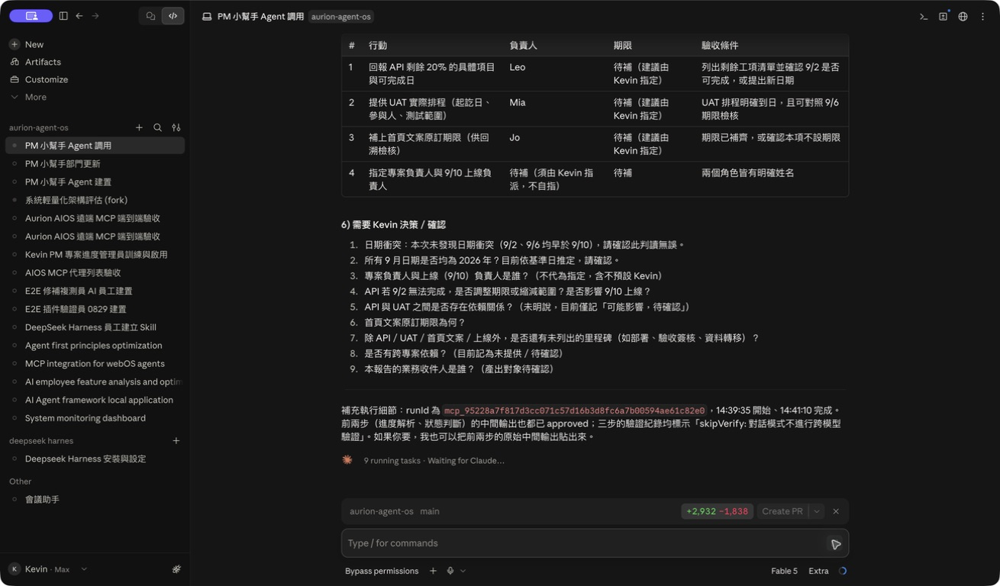 PM 小幫手 Agent 調用 aurion-agent-os
New
Artifacts
Customize
More
aurion-agent-os
PM 小幫手 Agent 調用
PM 小幫手部門更新
PM 小幫手 Agent 建置
系統輕量化架構評估 (fork)
Aurion AIOS 遠端 MCP 端到端驗收
Aurion AIOS 遠端 MCP 端到端驗收
Kevin PM 專案進度管理員訓練與啟用
AIOS MCP 代理列表驗收
E2E 修補複測員 AI 員工建置
E2E 插件驗證員 0829 建置
DeepSeek Harness 員工建立 Skill
Agent first principles optimization
MCP integration for webOS agents
AI employee feature analysis and optim
AI Agent framework local application
System monitoring dashboard
deepseek harnes
Deepseek Harness 安裝與設定
Other
會議助手
K Kevin · Max
# 行動 負責人 期限 驗收條件
1 回報 API 剩餘 20% 的具體項目 Leo 待補（建議由 列出剩餘工項清單並確認 9/2 是否
與可完成日 Kevin 指定） 可完成，或提出新日期
2 提供 UAT 實際排程（起訖日、 Mia 待補（建議由 UAT 排程明確到日，且可對照 9/6
參與人、測試範圍） Kevin 指定） 期限檢核
3 補上首頁文案原訂期限（供回 Jo 待補（建議由 期限已補齊，或確認本項不設期限
溯檢核） Kevin 指定）
4 指定專案負責人與 9/10 上線負 待補（須由 Kevin 指 待補 兩個角色皆有明確姓名
責人 派，不自指）
6) 需要 Kevin 決策 / 確認
1. 日期衝突：本次未發現日期衝突（9/2、9/6 均早於 9/10），請確認此判讀無誤。
2. 所有 9 月日期是否均為 2026 年？目前依基準日推定，請確認。
3. 專案負責人與上線（9/10）負責人是誰？（不代為指定，含不預設 Kevin）
4. API 若 9/2 無法完成，是否調整期限或縮減範圍？是否影響 9/10 上線？
5. API 與 UAT 之間是否存在依賴關係？（未明說，目前僅記「可能影響，待確認」）
6. 首頁文案原訂期限為何？
7. 除 API / UAT / 首頁文案 / 上線外，是否還有未列出的里程碑（如部署、驗收簽核、資料轉移）？
8. 是否有跨專案依賴？（目前記為未提供 / 待確認）
9. 本報告的業務收件人是誰？（產出對象待確認）
補充執行細節：runId 為 mcp_95228a7f817d3cc071c57d16b3d8fc6a7b00594ae61c82e0，14:39:35 開始、14:41:10 完成。
前兩步（進度解析、狀態判斷）的中間輸出也都已 approved；三步的驗證紀錄均標示「skipVerify: 對話模式不進行跨模型
驗證」。如果你要，我也可以把前兩步的原始中間輸出貼出來。
9 running tasks · Waiting for Claude...
aurion-agent-os main +2,932 −1,838 Create PR
Type / for commands
Bypass permissions Fable 5 Extra